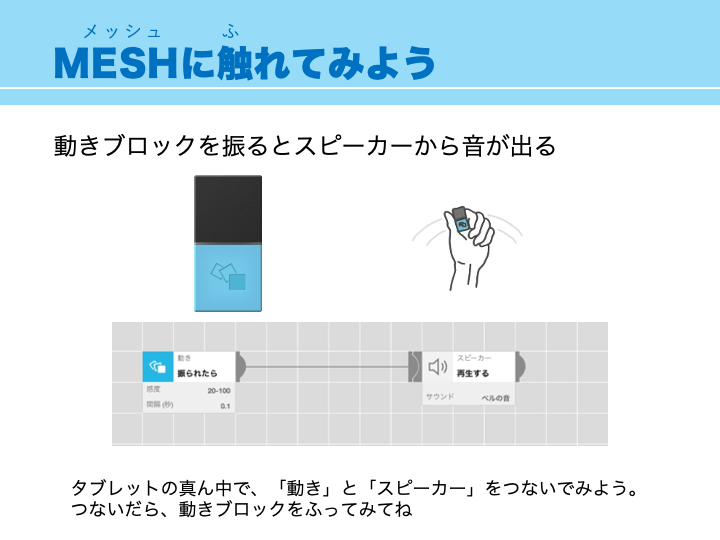 メッシュ ふ
MESHに触れてみよう
動きブロックを振るとスピーカーから音が出る
動き
振られたら
感度 20-100
間隔 (秒) 0.1
スピーカー
再生する
サウンド ベルの音
タブレットの真ん中で、「動き」と「スピーカー」をつないでみよう。
つないだら、動きブロックをふってみてね